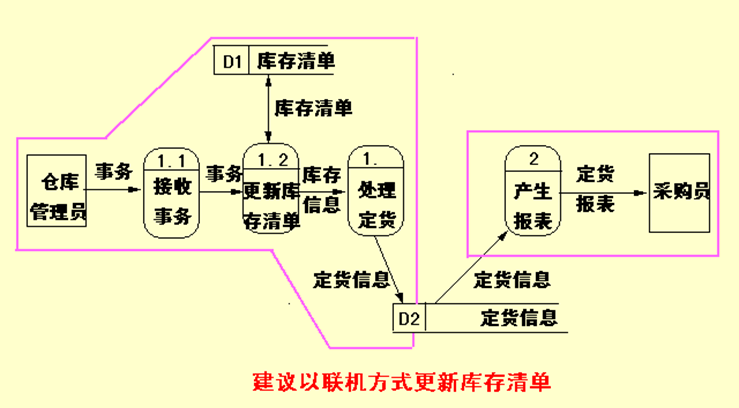 D1 库存清单
库存清单
仓库
管理员
事务
1.1
接收
事务
事务
1.2
更新库
存清单
库存
信息
1.
处理
定货
定货信息
D2 定货信息
定货信息
2
产生
报表
定货
报表
采购员
建议以联机方式更新库存清单